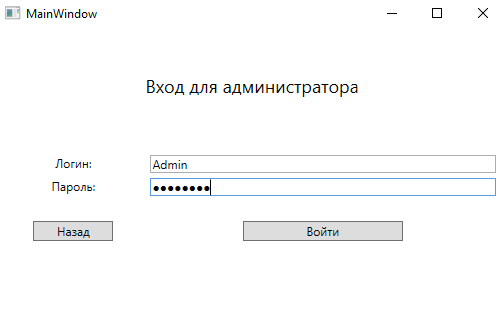 MainWindow
Вход для администратора
Логин: Admin
Пароль: ●●●●●●●●
Назад Войти